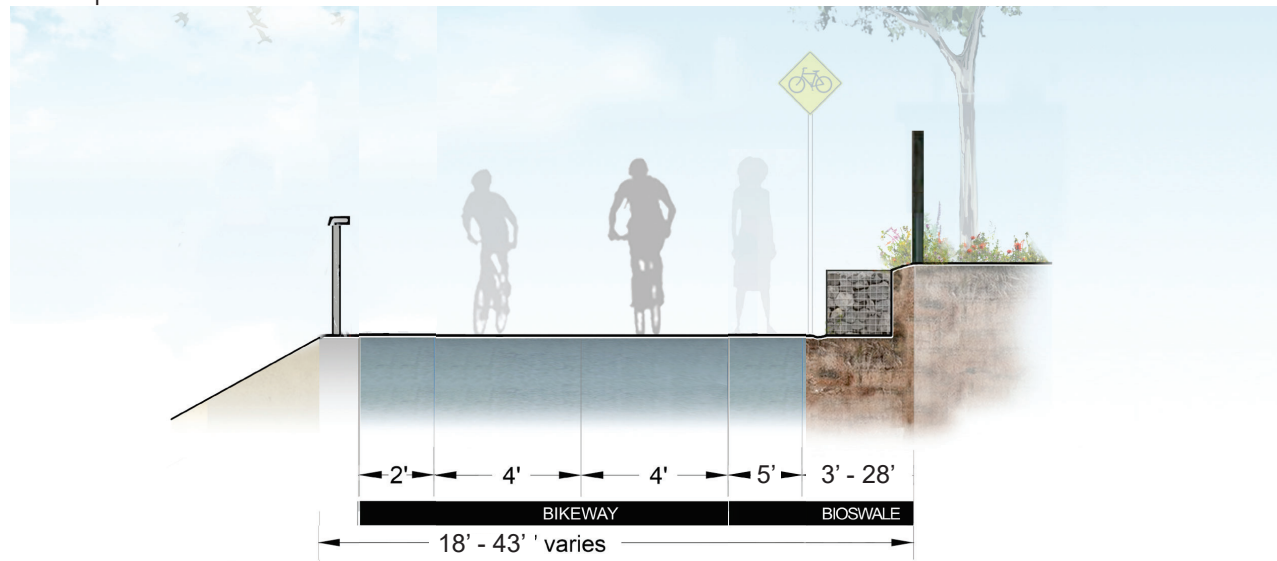 2' 4' 4' 5’ 3’ - 28’
BIKEWAY BIOSWALE
18’ - 43’ ' varies